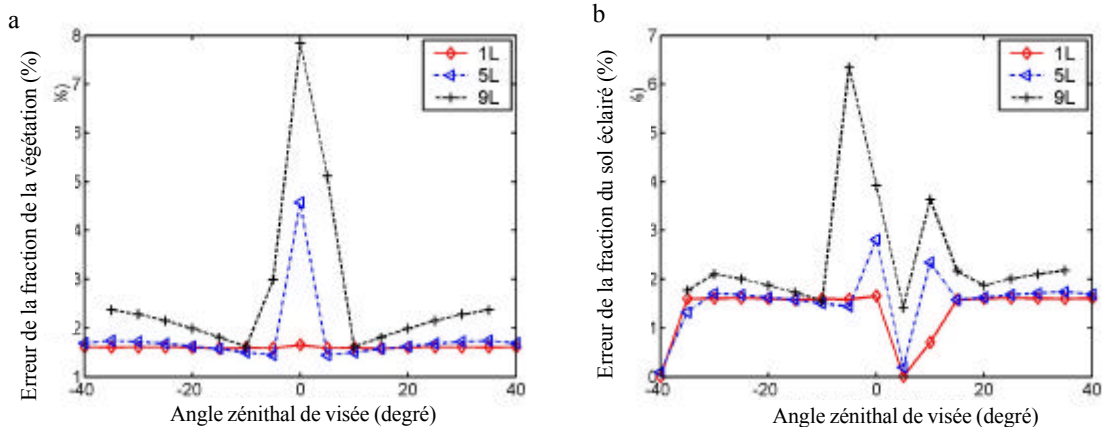 a
Erreur de la fraction de la végétation (%)
%)
8
7
6
5
4
3
2
1
-40
-20
0
20
40
1L
5L
9L
Angle zénithal de visée (degré)
b
Erreur de la fraction du sol éclairé (%)
7
6
5
4
3
2
1
0
-40
-20
0
20
40
1L
5L
9L
Angle zénithal de visée (degré)